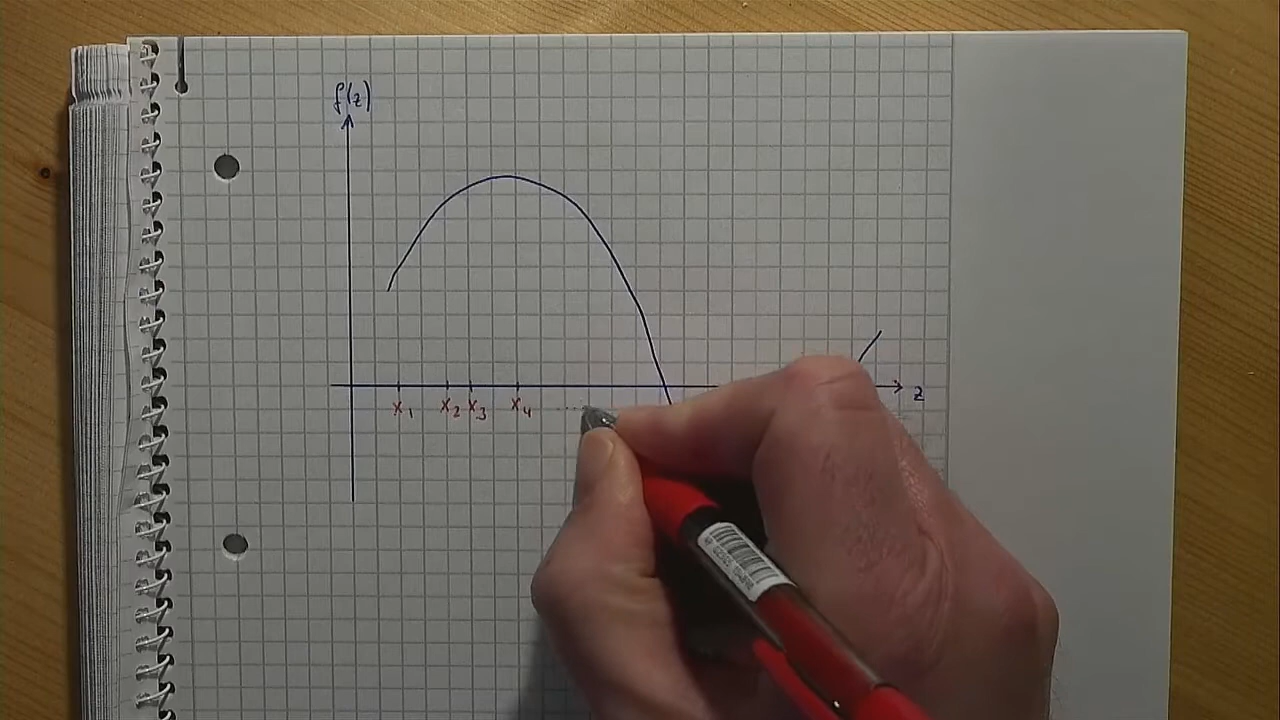 f(z)
z
x₁ x₂ x₃ x₄ ....